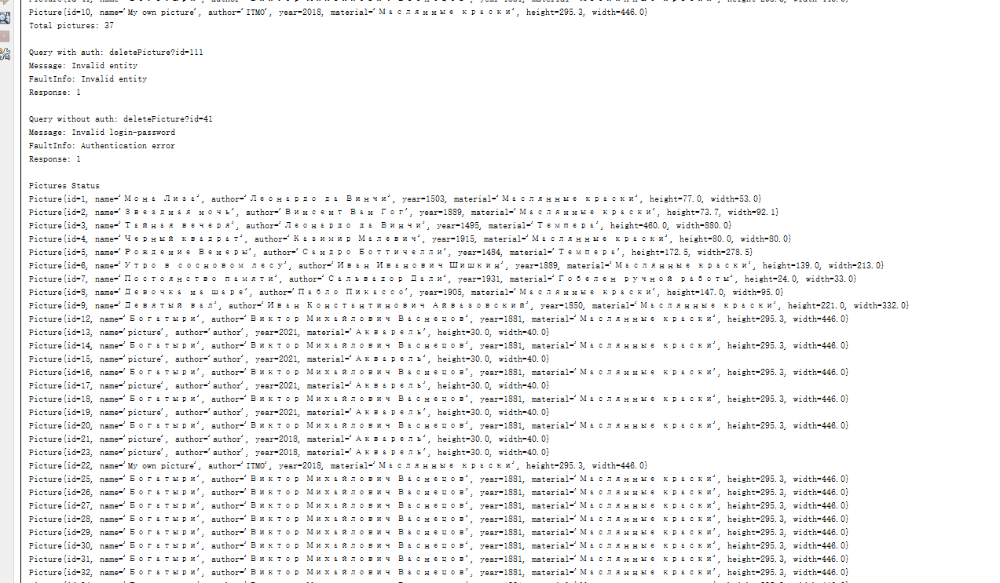 Picture{id=10, name='My own picture', author='ITMO', year=2018, material='Маслянные краски', height=295.3, width=446.0}
Total pictures: 37
Query with auth: deletePicture?id=111
Message: Invalid entity
FaultInfo: Invalid entity
Response: 1
Query without auth: deletePicture?id=41
Message: Invalid login-password
FaultInfo: Authentication error
Response: 1
Pictures Status
Picture{id=1, name='Мона Лиза', author='Леонардо да Винчи', year=1503, material='Маслянные краски', height=77.0, width=53.0}
Picture{id=2, name='Звездная ночь', author='Винсент Ван Гог', year=1889, material='Маслянные краски', height=73.7, width=92.1}
Picture{id=3, name='Тайная вечеря', author='Леонардо да Винчи', year=1495, material='Темпера', height=460.0, width=880.0}
Picture{id=4, name='Черный квадрат', author='Казимир Малевич', year=1915, material='Маслянные краски', height=80.0, width=80.0}
Picture{id=5, name='Рождение Венеры', author='Сандро Боттичелли', year=1484, material='Темпера', height=172.5, width=278.5}
Picture{id=6, name='Утро в сосновом лесу', author='Иван Иванович Шишкин', year=1889, material='Маслянные краски', height=139.0, width=213.0}
Picture{id=7, name='Постоянство памяти', author='Сальвадор Дали', year=1931, material='Гобелен ручной работы', height=24.0, width=33.0}
Picture{id=8, name='Девочка на шаре', author='Пабло Пикассо', year=1905, material='Маслянные краски', height=147.0, width=95.0}
Picture{id=9, name='Девятый вал', author='Иван Константинович Айвазовский', year=1850, material='Маслянные краски', height=221.0, width=332.0}
Picture{id=12, name='Богатыри', author='Виктор Михайлович Васнецов', year=1881, material='Маслянные краски', height=295.3, width=446.0}
Picture{id=13, name='picture', author='author', year=2021, material='Акварель', height=30.0, width=40.0}
Picture{id=14, name='Богатыри', author='Виктор Михайлович Васнецов', year=1881, material='Маслянные краски', height=295.3, width=446.0}
Picture{id=15, name='picture', author='author', year=2021, material='Акварель', height=30.0, width=40.0}
Picture{id=16, name='Богатыри', author='Виктор Михайлович Васнецов', year=1881, material='Маслянные краски', height=295.3, width=446.0}
Picture{id=17, name='picture', author='author', year=2021, material='Акварель', height=30.0, width=40.0}
Picture{id=18, name='Богатыри', author='Виктор Михайлович Васнецов', year=1881, material='Маслянные краски', height=295.3, width=446.0}
Picture{id=19, name='picture', author='author', year=2021, material='Акварель', height=30.0, width=40.0}
Picture{id=20, name='Богатыри', author='Виктор Михайлович Васнецов', year=1881, material='Маслянные краски', height=295.3, width=446.0}
Picture{id=21, name='picture', author='author', year=2018, material='Акварель', height=30.0, width=40.0}
Picture{id=23, name='picture', author='author', year=2018, material='Акварель', height=30.0, width=40.0}
Picture{id=22, name='My own picture', author='ITMO', year=2018, material='Маслянные краски', height=295.3, width=446.0}
Picture{id=25, name='Богатыри', author='Виктор Михайлович Васнецов', year=1881, material='Маслянные краски', height=295.3, width=446.0}
Picture{id=26, name='Богатыри', author='Виктор Михайлович Васнецов', year=1881, material='Маслянные краски', height=295.3, width=446.0}
Picture{id=27, name='Богатыри', author='Виктор Михайлович Васнецов', year=1881, material='Маслянные краски', height=295.3, width=446.0}
Picture{id=28, name='Богатыри', author='Виктор Михайлович Васнецов', year=1881, material='Маслянные краски', height=295.3, width=446.0}
Picture{id=29, name='Богатыри', author='Виктор Михайлович Васнецов', year=1881, material='Маслянные краски', height=295.3, width=446.0}
Picture{id=30, name='Богатыри', author='Виктор Михайлович Васнецов', year=1881, material='Маслянные краски', height=295.3, width=446.0}
Picture{id=31, name='Богатыри', author='Виктор Михайлович Васнецов', year=1881, material='Маслянные краски', height=295.3, width=446.0}
Picture{id=32, name='Богатыри', author='Виктор Михайлович Васнецов', year=1881, material='Маслянные краски', height=295.3, width=446.0}